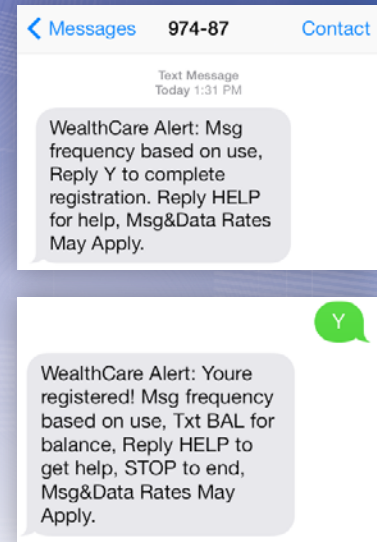 Messages 974-87 Contact
Text Message
Today 1:31 PM
WealthCare Alert: Msg
frequency based on use,
Reply Y to complete
registration. Reply HELP
for help, Msg&Data Rates
May Apply.
Y
WealthCare Alert: Youre
registered! Msg frequency
based on use, Txt BAL for
balance, Reply HELP to
get help, STOP to end,
Msg&Data Rates May
Apply.